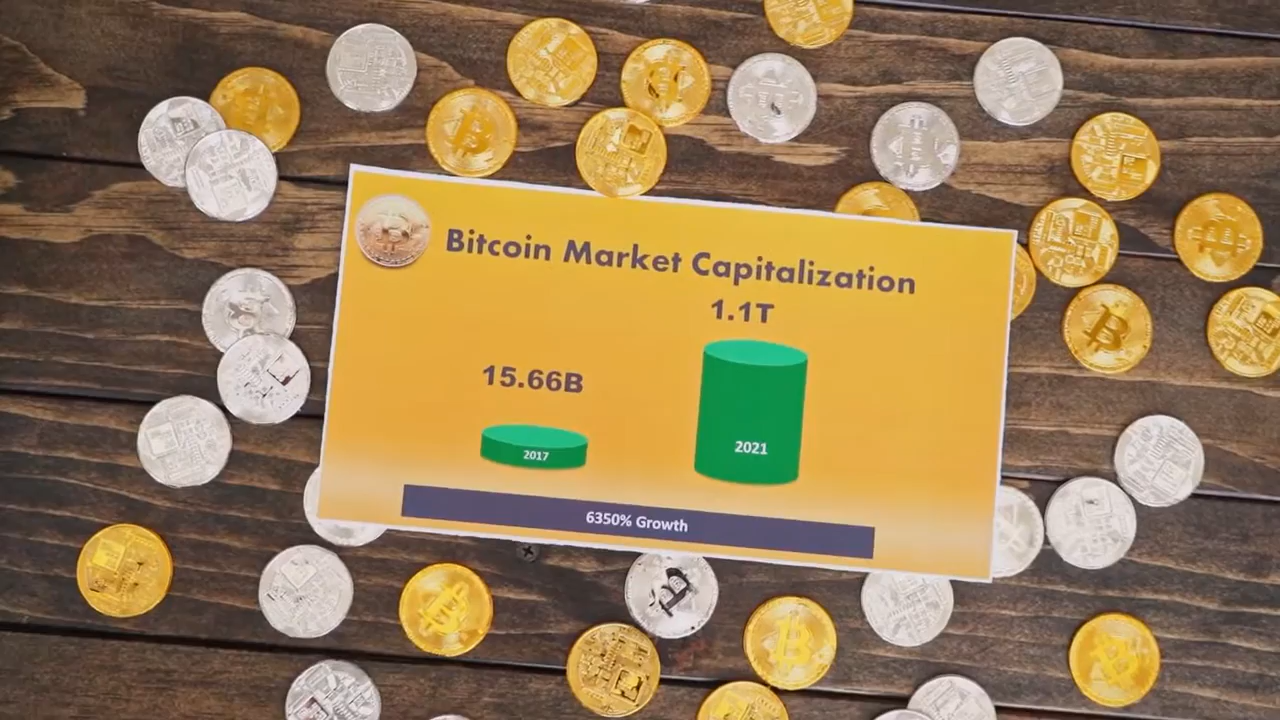 Bitcoin Market Capitalization
1.1T
15.66B
2021
2017
6350% Growth